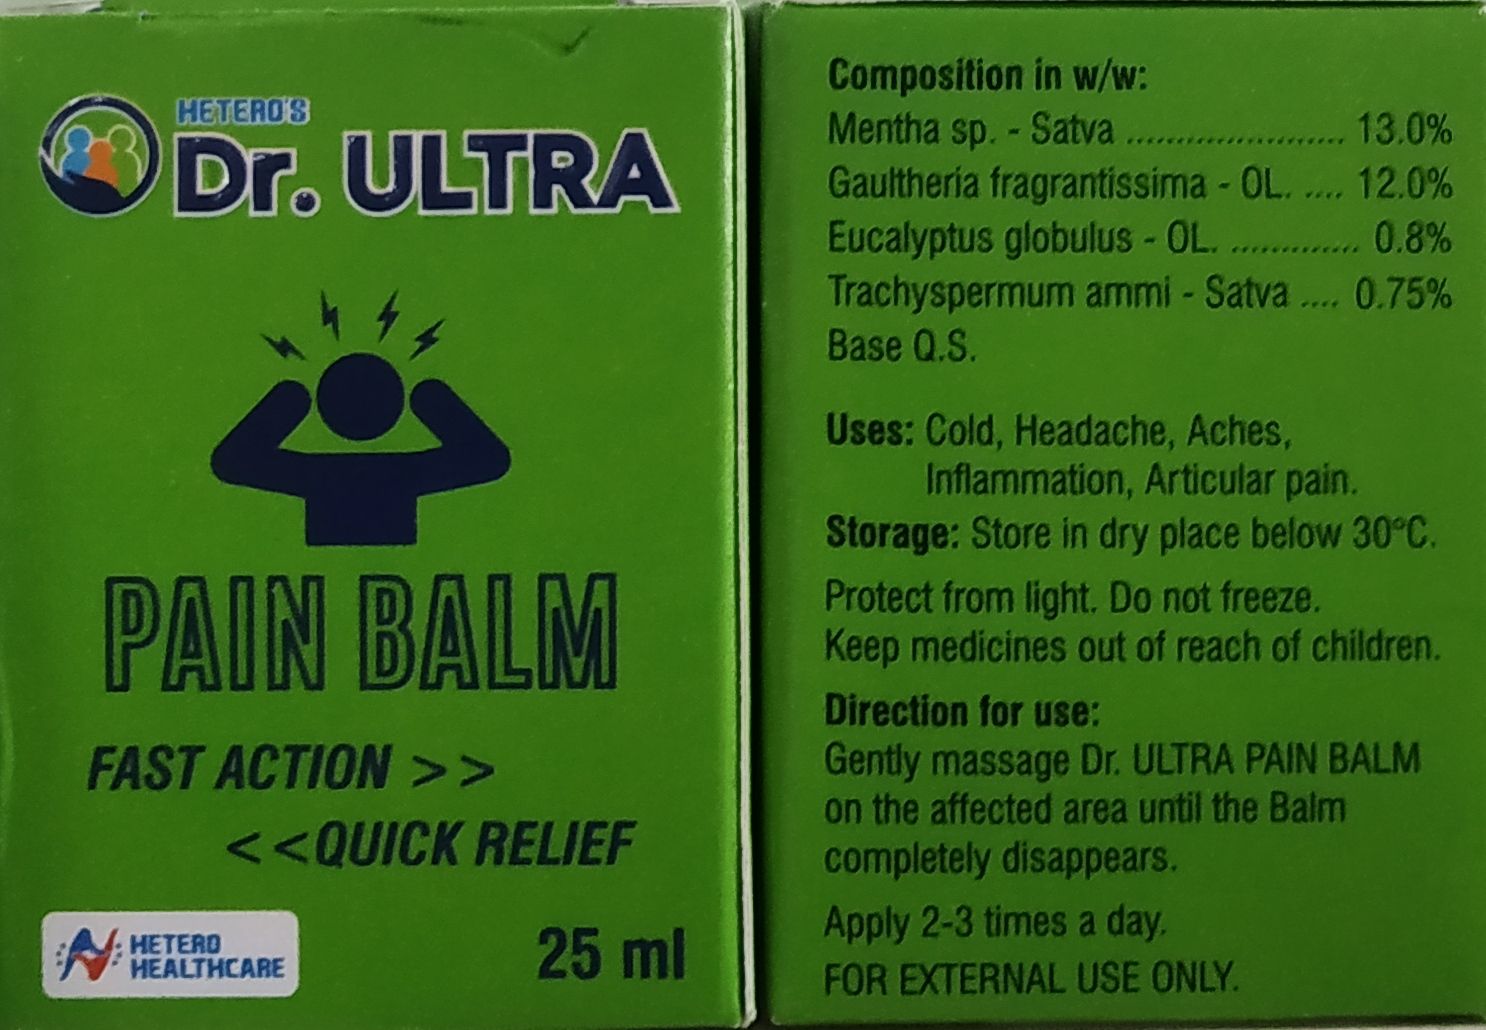 HETERO'S
Dr. ULTRA
PAIN BALM
FAST ACTION >>
<<QUICK RELIEF
HETERO
HEALTHCARE
25 ml
Composition in w/w:
Mentha sp. - Satva ...................... 13.0%
Gaultheria fragrantissima - OL. .... 12.0%
Eucalyptus globulus - OL. ............. 0.8%
Trachyspermum ammi - Satva .... 0.75%
Base Q.S.
Uses: Cold, Headache, Aches,
Inflammation, Articular pain.
Storage: Store in dry place below 30°C.
Protect from light. Do not freeze.
Keep medicines out of reach of children.
Direction for use:
Gently massage Dr. ULTRA PAIN BALM
on the affected area until the Balm
completely disappears.
Apply 2-3 times a day.
FOR EXTERNAL USE ONLY.